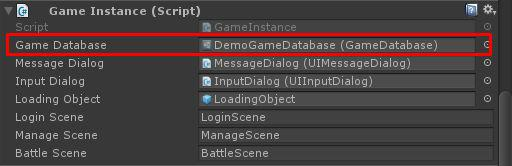 Game Instance (Script)
Script GameInstance
Game Database DemoGameDatabase (GameDatabase)
Message Dialog MessageDialog (UIMessageDialog)
Input Dialog InputDialog (UIInputDialog)
Loading Object LoadingObject
Login Scene LoginScene
Manage Scene ManageScene
Battle Scene BattleScene